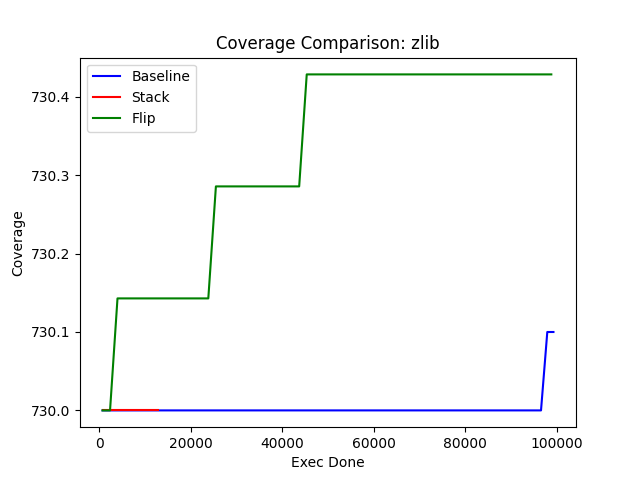 Coverage Comparison: zlib
Baseline
Stack
Flip
Coverage
730.4
730.3
730.2
730.1
730.0
0 20000 40000 60000 80000 100000
Exec Done